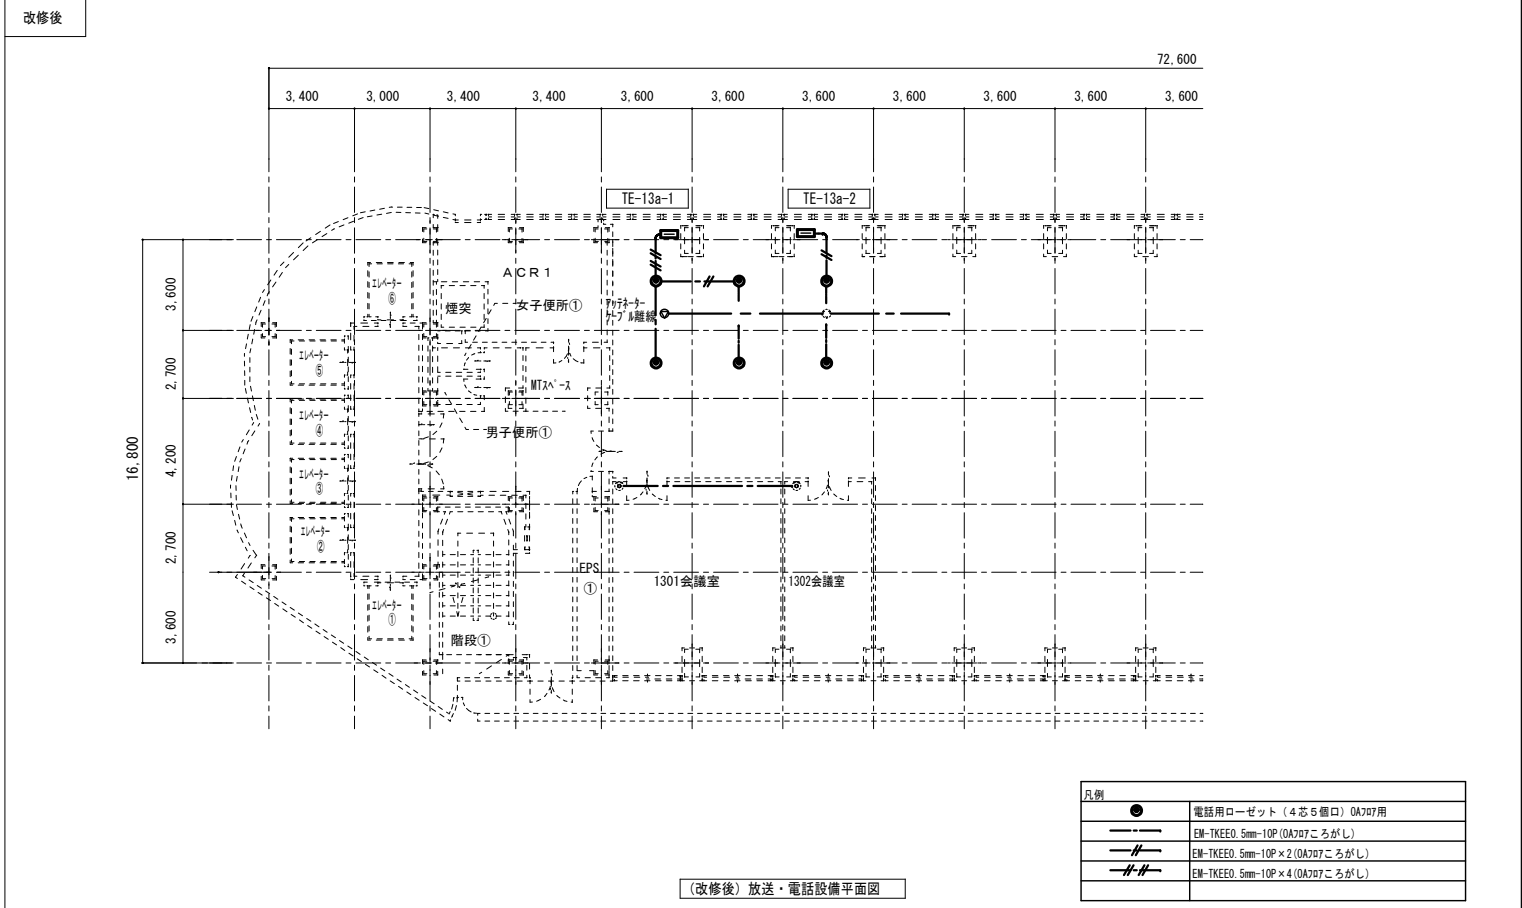 改修後
72,600
3,400 3,000 3,400 3,400 3,600 3,600 3,600 3,600 3,600 3,600 3,600
TE-13a-1 TE-13a-2
ACR1
エレベーター
⑥
煙突
女子便所①
アッテネーター
ケーブル離線
エレベーター
⑤
MTスペース
エレベーター
④
男子便所①
エレベーター
③
エレベーター
②
EPS
①
1301会議室
1302会議室
エレベーター
①
階段①
16,800
3,600
2,700
4,200
2,700
3,600
凡例
電話用ローゼット（４芯５個口）OAフロア用
EM-TKEE0.5mm-10P(OAフロアころがし)
EM-TKEE0.5mm-10P×2(OAフロアころがし)
EM-TKEE0.5mm-10P×4(OAフロアころがし)
(改修後) 放送・電話設備平面図